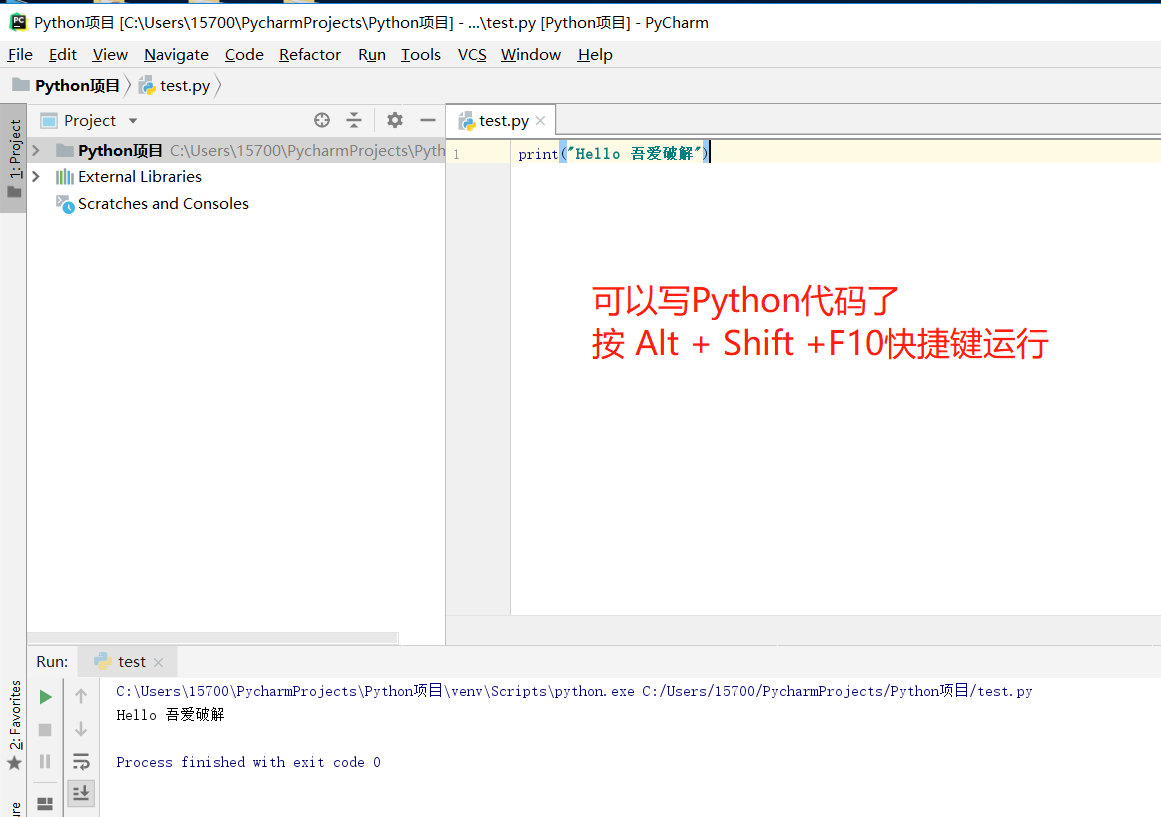 Python项目 [C:\Users\15700\PycharmProjects\Python项目] - ...\test.py [Python项目] - PyCharm
File Edit View Navigate Code Refactor Run Tools VCS Window Help
Python项目 test.py
1: Project
Project
test.py
Python项目 C:\Users\15700\PycharmProjects\Pyth
External Libraries
Scratches and Consoles
1 print("Hello 吾爱破解")
可以写Python代码了
按 Alt + Shift +F10快捷键运行
Run: test
2: Favorites
C:\Users\15700\PycharmProjects\Python项目\venv\Scripts\python.exe C:/Users/15700/PycharmProjects/Python项目/test.py
Hello 吾爱破解
Process finished with exit code 0
ure